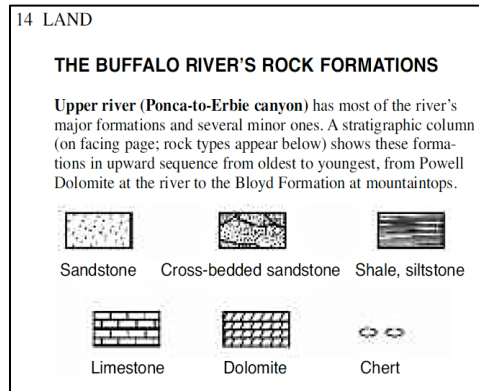 14 LAND
THE BUFFALO RIVER'S ROCK FORMATIONS
Upper river (Ponca-to-Erbie canyon) has most of the river's
major formations and several minor ones. A stratigraphic column
(on facing page; rock types appear below) shows these forma-
tions in upward sequence from oldest to youngest, from Powell
Dolomite at the river to the Bloyd Formation at mountaintops.
Sandstone Cross-bedded sandstone Shale, siltstone
Limestone Dolomite Chert